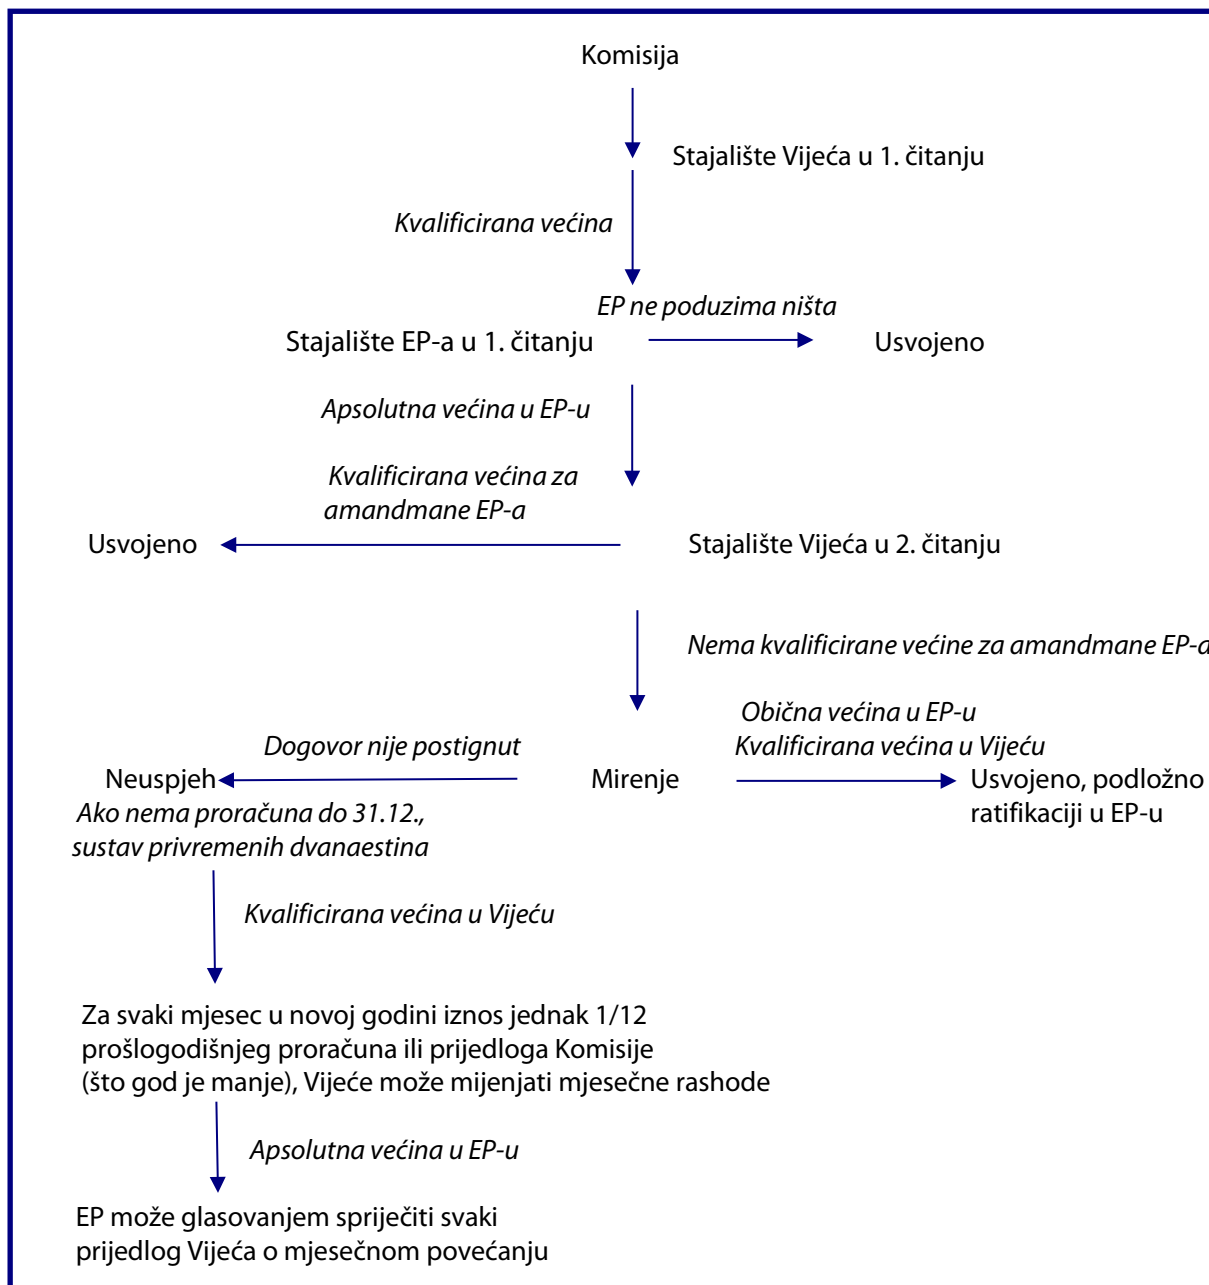 Komisija
Stajalište Vijeća u 1. čitanju
Kvalificirana većina
EP ne poduzima ništa
Stajalište EP-a u 1. čitanju
Usvojeno
Apsolutna većina u EP-u
Kvalificirana većina za
amandmane EP-a
Usvojeno
Stajalište Vijeća u 2. čitanju
Nema kvalificirane većine za amandmane EP-a
Obična većina u EP-u
Kvalificirana većina u Vijeću
Dogovor nije postignut
Neuspjeh
Mirenje
Usvojeno, podložno
ratifikaciji u EP-u
Ako nema proračuna do 31.12.,
sustav privremenih dvanaestina
Kvalificirana većina u Vijeću
Za svaki mjesec u novoj godini iznos jednak 1/12
prošlogodišnjeg proračuna ili prijedloga Komisije
(što god je manje), Vijeće može mijenjati mjesečne rashode
Apsolutna većina u EP-u
EP može glasovanjem spriječiti svaki
prijedlog Vijeća o mjesečnom povećanju